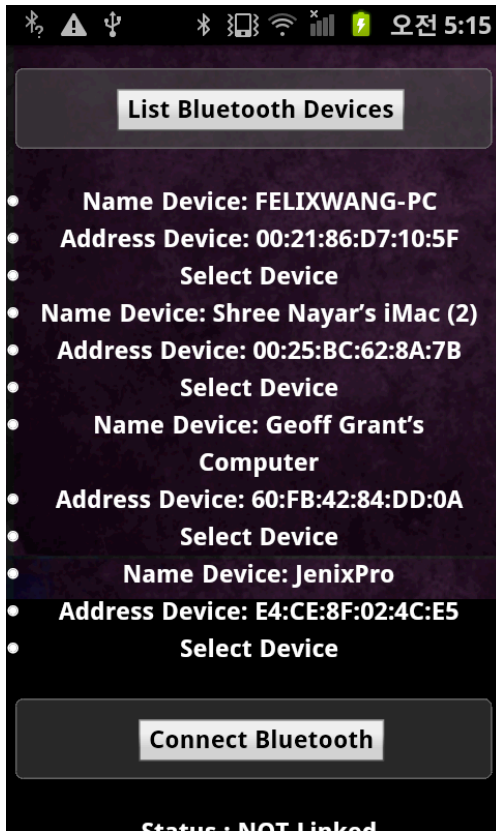 오전 5:15
List Bluetooth Devices
Name Device: FELIXWANG-PC
Address Device: 00:21:86:D7:10:5F
Select Device
Name Device: Shree Nayar’s iMac (2)
Address Device: 00:25:BC:62:8A:7B
Select Device
Name Device: Geoff Grant’s
Computer
Address Device: 60:FB:42:84:DD:0A
Select Device
Name Device: JenixPro
Address Device: E4:CE:8F:02:4C:E5
Select Device
Connect Bluetooth
Status : NOT Linked